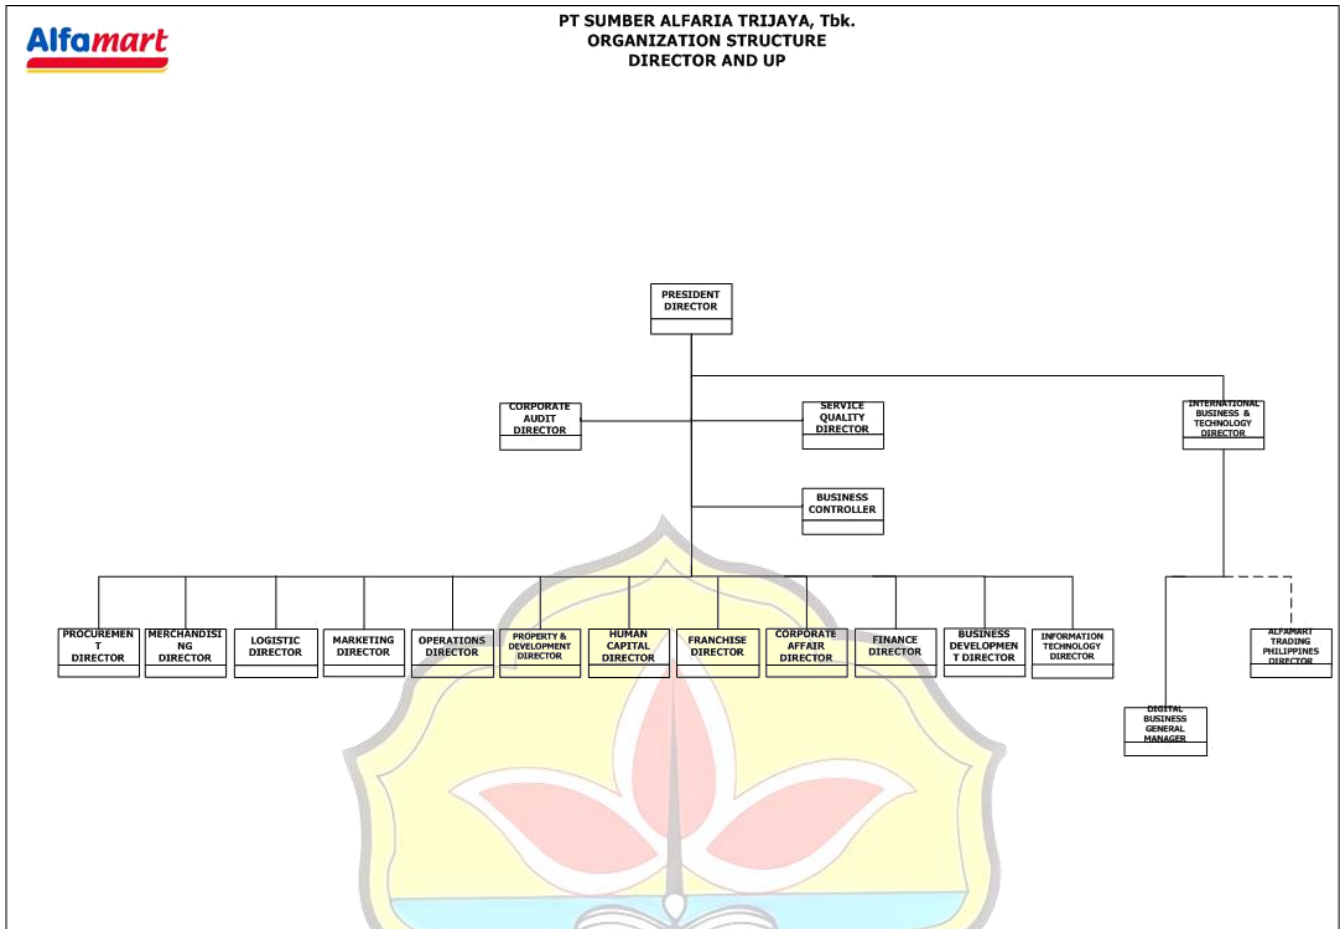 Alfamart
PT SUMBER ALFARIA TRIJAYA, Tbk.
ORGANIZATION STRUCTURE
DIRECTOR AND UP
PRESIDENT
DIRECTOR
CORPORATE
AUDIT
DIRECTOR
SERVICE
QUALITY
DIRECTOR
INTERNATIONAL
BUSINESS &
TECHNOLOGY
DIRECTOR
BUSINESS
CONTROLLER
PROCUREMEN
T
DIRECTOR
MERCHANDISI
NG
DIRECTOR
LOGISTIC
DIRECTOR
MARKETING
DIRECTOR
OPERATIONS
DIRECTOR
PROPERTY &
DEVELOPMENT
DIRECTOR
HUMAN
CAPITAL
DIRECTOR
FRANCHISE
DIRECTOR
CORPORATE
AFFAIR
DIRECTOR
FINANCE
DIRECTOR
BUSINESS
DEVELOPMEN
T DIRECTOR
INFORMATION
TECHNOLOGY
DIRECTOR
ALFAMART
TRADING
PHILIPPINES
DIRECTOR
DIGITAL
BUSINESS
GENERAL
MANAGER